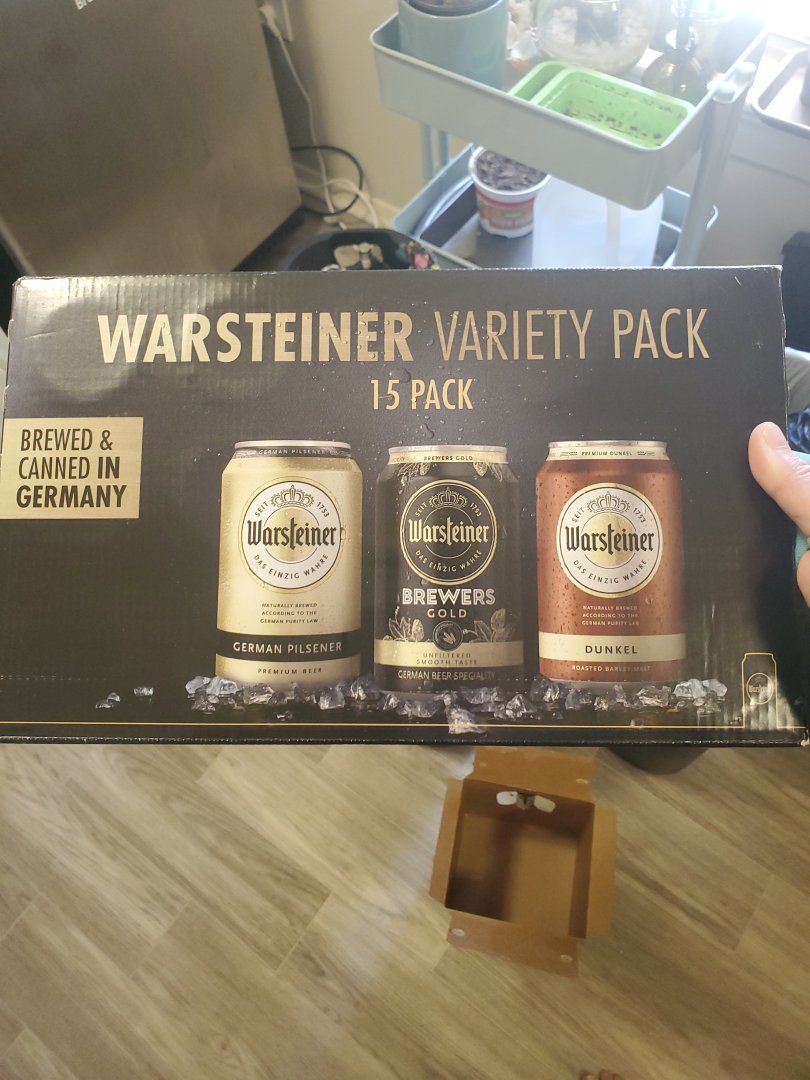 WARSTEINER VARIETY PACK
15 PACK
BREWED &
CANNED IN
GERMANY
GERMAN PILSENER
SEIT 1753
Warsteiner
DAS EINZIG WAHRE
NATURALLY BREWED
ACCORDING TO THE
GERMAN PURITY LAW
GERMAN PILSENER
PREMIUM BEER
BREWERS GOLD
SEIT 1753
Warsteiner
DAS EINZIG WAHRE
BREWERS
GOLD
UNFILTERED
SMOOTH TASTE
GERMAN BEER SPECIALITY
PREMIUM DUNKEL
SEIT 1753
Warsteiner
DAS EINZIG WAHRE
NATURALLY BREWED
ACCORDING TO THE
GERMAN PURITY LAW
DUNKEL
ROASTED BARLEY MALT